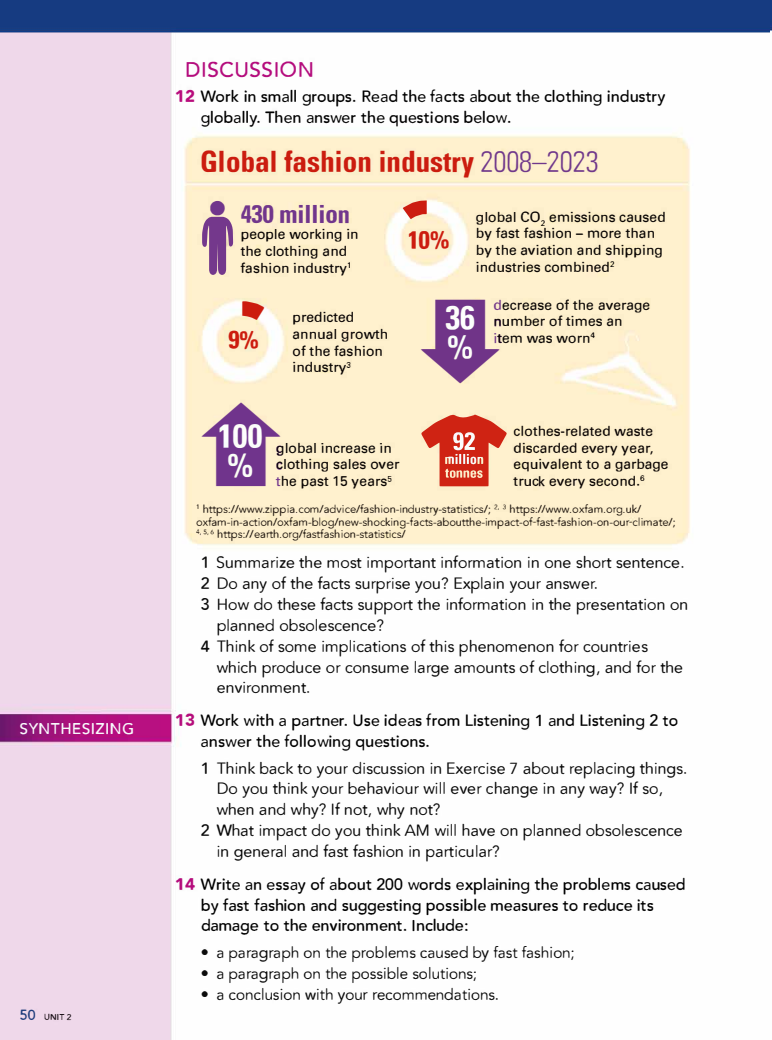 DISCUSSION
12 Work in small groups. Read the facts about the clothing industry
globally. Then answer the questions below.
Global fashion industry 2008–2023
430 million
people working in
the clothing and
fashion industry¹
10%
global CO₂ emissions caused
by fast fashion – more than
by the aviation and shipping
industries combined²
9%
predicted
annual growth
of the fashion
industry³
36
%
decrease of the average
number of times an
item was worn⁴
100
%
global increase in
clothing sales over
the past 15 years⁵
92
million
tonnes
clothes-related waste
discarded every year,
equivalent to a garbage
truck every second.⁶
¹ https://www.zippia.com/advice/fashion-industry-statistics/; ²˒ ³ https://www.oxfam.org.uk/
oxfam-in-action/oxfam-blog/new-shocking-facts-aboutthe-impact-of-fast-fashion-on-our-climate/;
⁴˒ ⁵˒ ⁶ https://earth.org/fastfashion-statistics/
1 Summarize the most important information in one short sentence.
2 Do any of the facts surprise you? Explain your answer.
3 How do these facts support the information in the presentation on
planned obsolescence?
4 Think of some implications of this phenomenon for countries
which produce or consume large amounts of clothing, and for the
environment.
SYNTHESIZING
13 Work with a partner. Use ideas from Listening 1 and Listening 2 to
answer the following questions.
1 Think back to your discussion in Exercise 7 about replacing things.
Do you think your behaviour will ever change in any way? If so,
when and why? If not, why not?
2 What impact do you think AM will have on planned obsolescence
in general and fast fashion in particular?
14 Write an essay of about 200 words explaining the problems caused
by fast fashion and suggesting possible measures to reduce its
damage to the environment. Include:
• a paragraph on the problems caused by fast fashion;
• a paragraph on the possible solutions;
• a conclusion with your recommendations.
50 UNIT 2